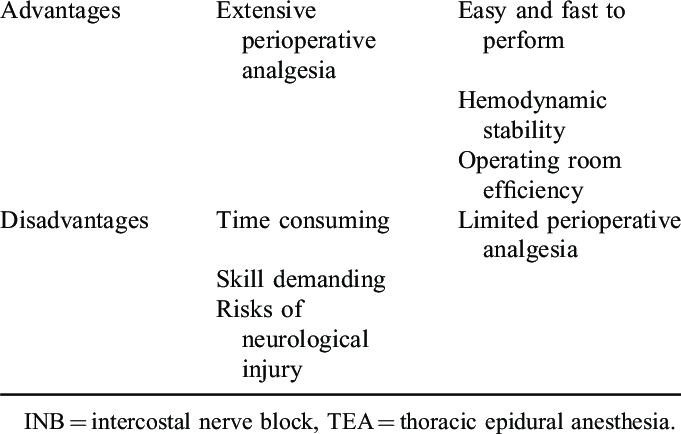 Advantages Extensive Easy and fast to
perioperative perform
analgesia
Hemodynamic
stability
Operating room
efficiency
Disadvantages Time consuming Limited perioperative
analgesia
Skill demanding
Risks of
neurological
injury
INB = intercostal nerve block, TEA = thoracic epidural anesthesia.